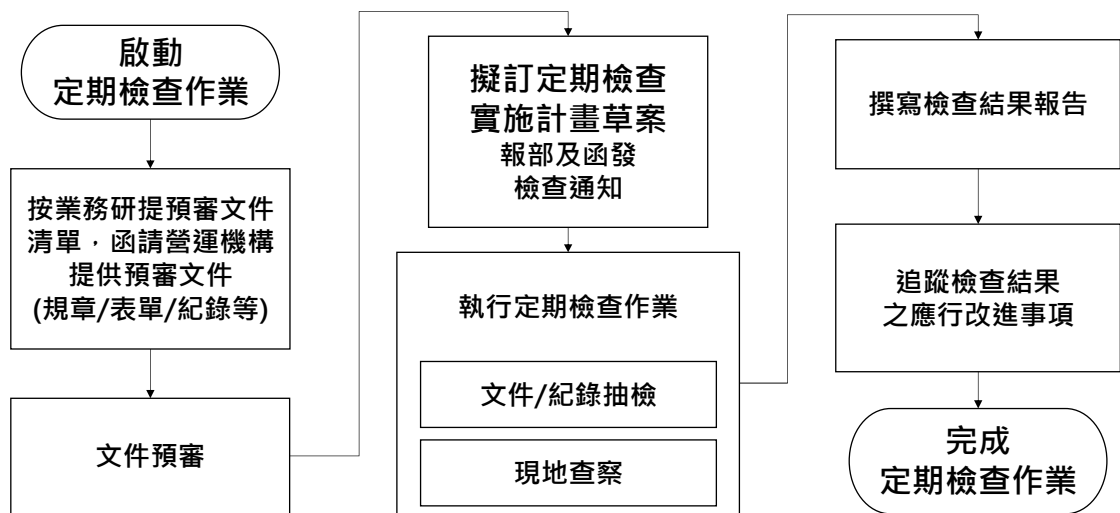 啟動
定期檢查作業
按業務研提預審文件
清單，函請營運機構
提供預審文件
(規章/表單/紀錄等)
文件預審
擬訂定期檢查
實施計畫草案
報部及函發
檢查通知
執行定期檢查作業
文件/紀錄抽檢
現地查察
撰寫檢查結果報告
追蹤檢查結果
之應行改進事項
完成
定期檢查作業